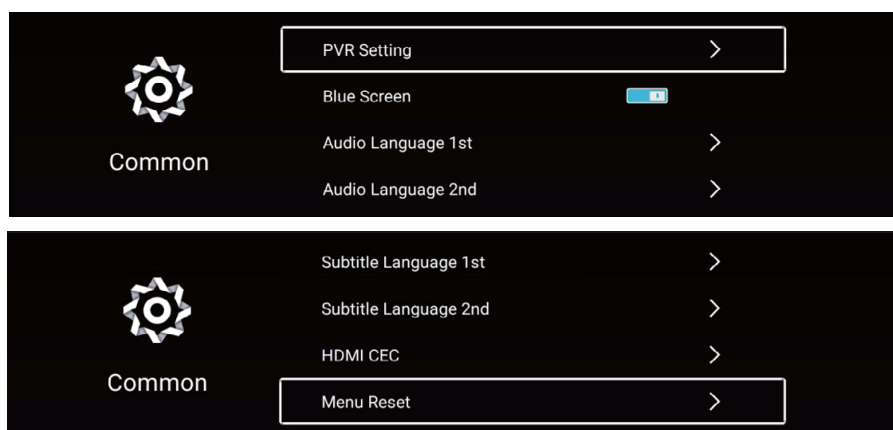 PVR Setting
Blue Screen
Audio Language 1st
Common
Audio Language 2nd
Subtitle Language 1st
Subtitle Language 2nd
HDMI CEC
Common
Menu Reset